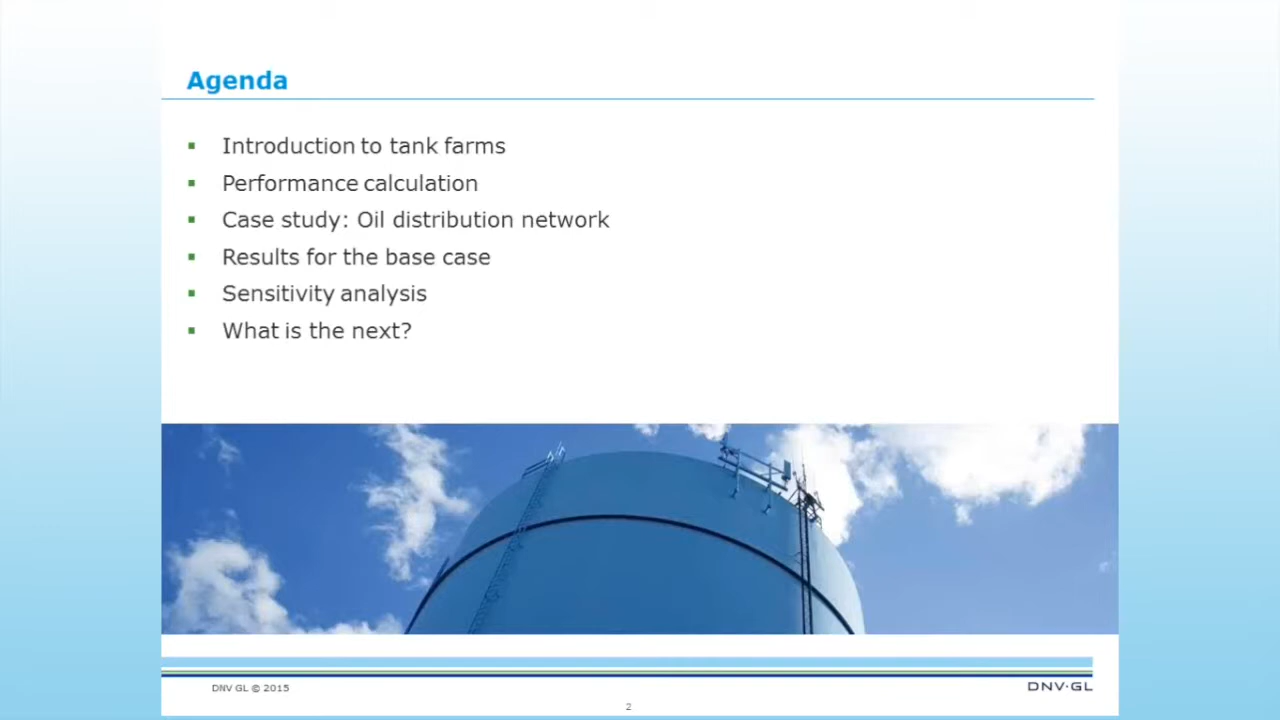 Agenda
Introduction to tank farms
Performance calculation
Case study: Oil distribution network
Results for the base case
Sensitivity analysis
What is the next?
DNV GL © 2015
DNV·GL
2